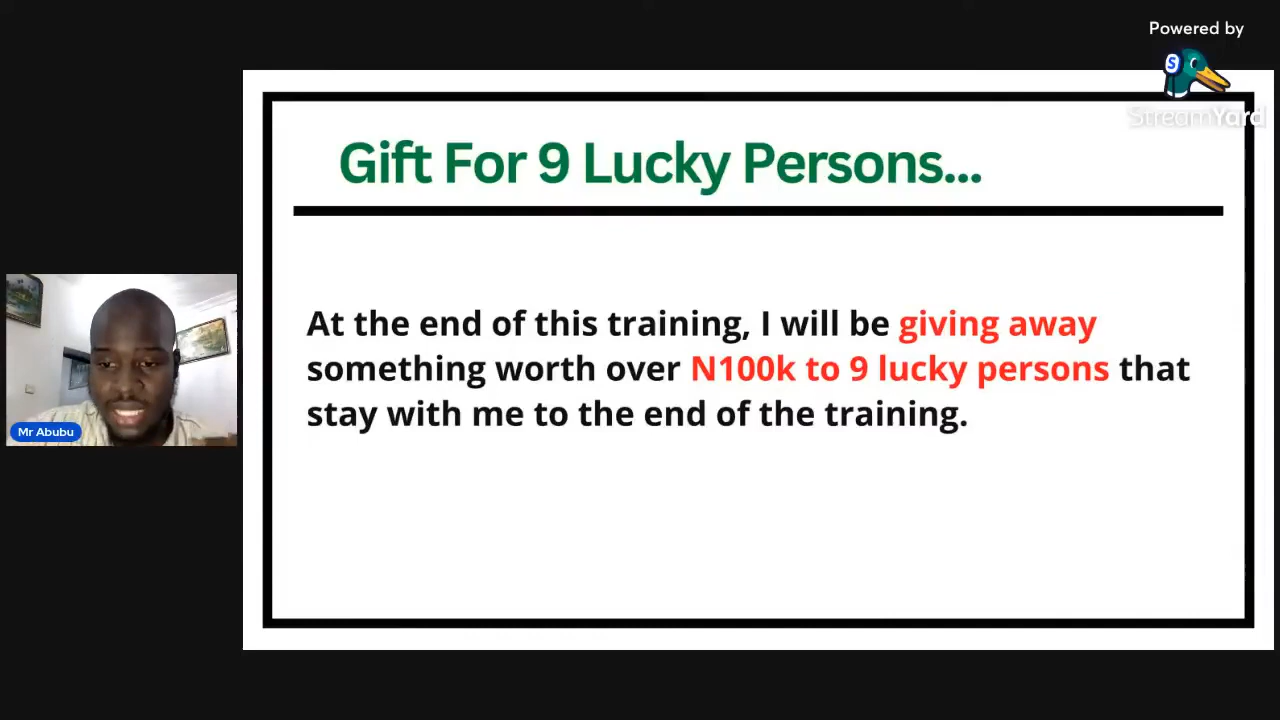 Powered by
S
StreamYard
Gift For 9 Lucky Persons...
At the end of this training, I will be giving away
something worth over N100k to 9 lucky persons that
stay with me to the end of the training.
Mr Abubu